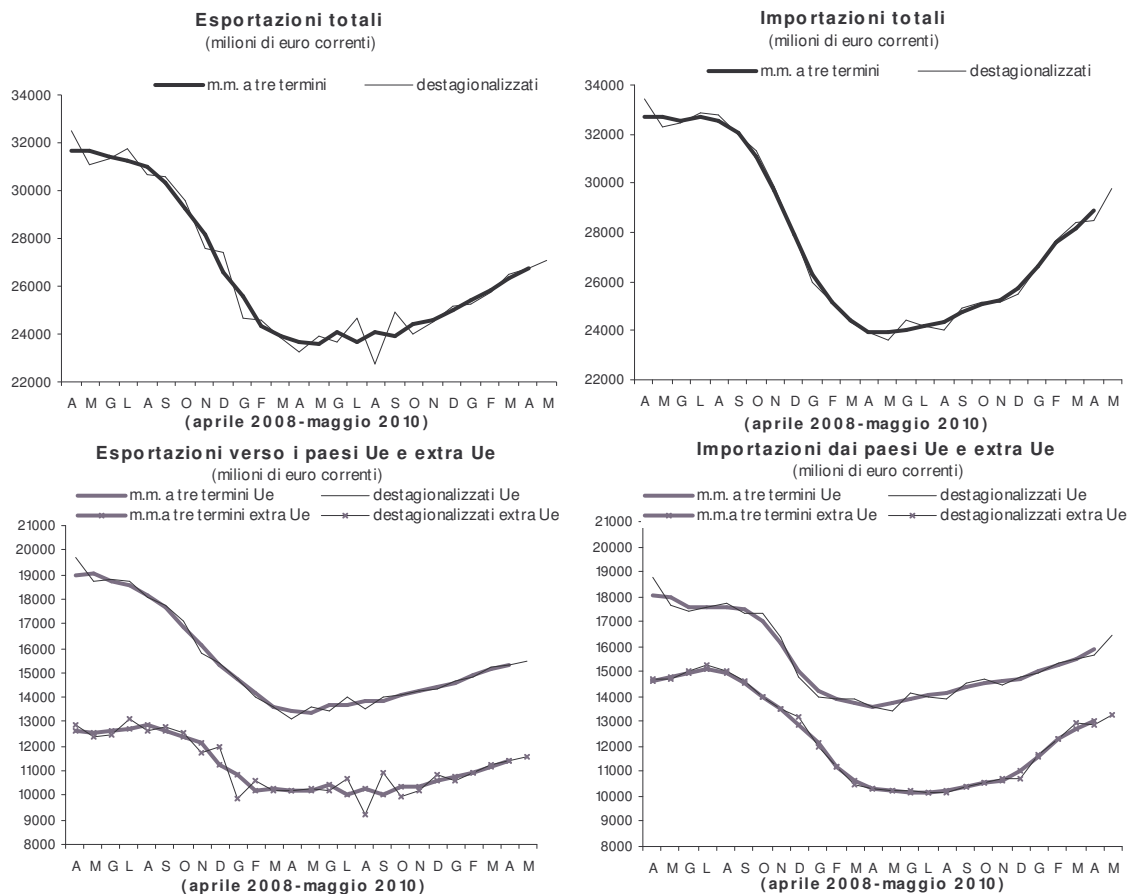 Esportazioni totali
(milioni di euro correnti)
m.m. a tre termini destagionalizzati
34000
32000
30000
28000
26000
24000
22000
A M G L A S O N D G F M A M G L A S O N D G F M A M
(aprile 2008-maggio 2010)
Importazioni totali
(milioni di euro correnti)
m.m. a tre termini destagionalizzati
34000
32000
30000
28000
26000
24000
22000
A M G L A S O N D G F M A M G L A S O N D G F M A M
(aprile 2008-maggio 2010)
Esportazioni verso i paesi Ue e extra Ue
(milioni di euro correnti)
m.m. a tre termini Ue destagionalizzati Ue
m.m.a tre termini extra Ue destagionalizzati extra Ue
21000
20000
19000
18000
17000
16000
15000
14000
13000
12000
11000
10000
9000
8000
A M G L A S O N D G F M A M G L A S O N D G F M A M
(aprile 2008-maggio 2010)
Importazioni dai paesi Ue e extra Ue
(milioni di euro correnti)
m.m. a tre termini Ue destagionalizzati Ue
m.m.a tre termini extra Ue destagionalizzati extra Ue
21000
20000
19000
18000
17000
16000
15000
14000
13000
12000
11000
10000
9000
8000
A M G L A S O N D G F M A M G L A S O N D G F M A M
(aprile 2008-maggio 2010)